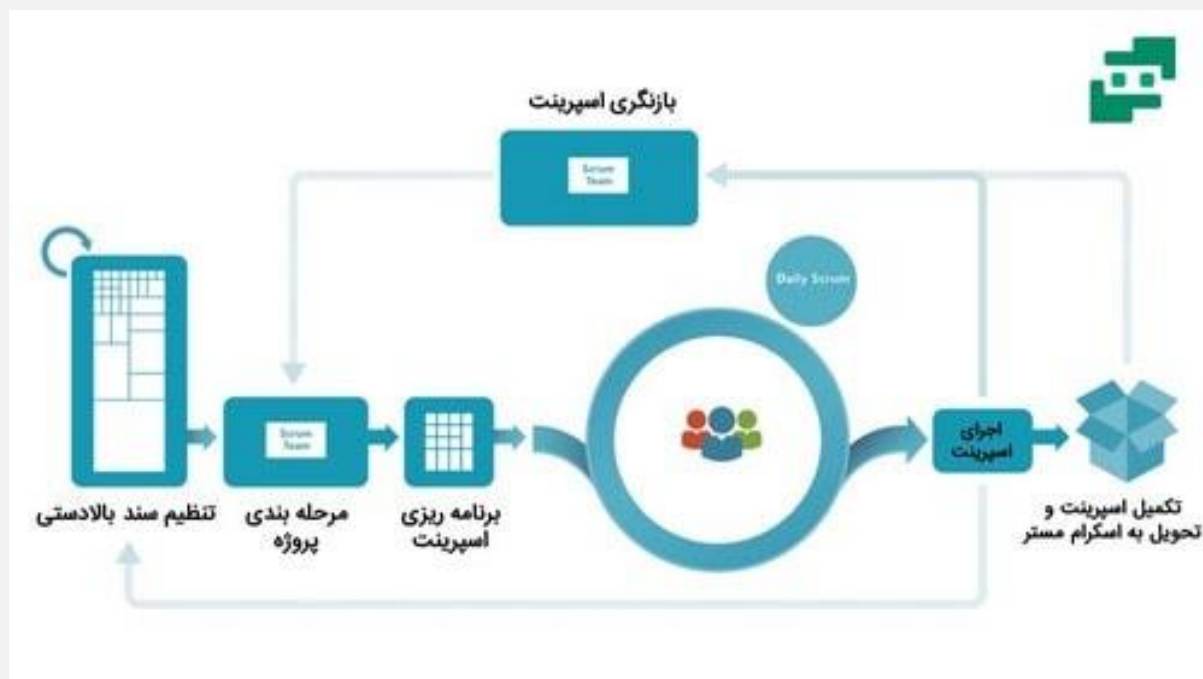 بازنگری اسپرینت
Scrum
Team
Daily Scrum
Scrum
Team
اجرای
اسپرینت
تنظیم سند بالادستی
مرحله بندی
پروژه
برنامه ریزی
اسپرینت
تکمیل اسپرینت و
تحویل به اسکرام مستر